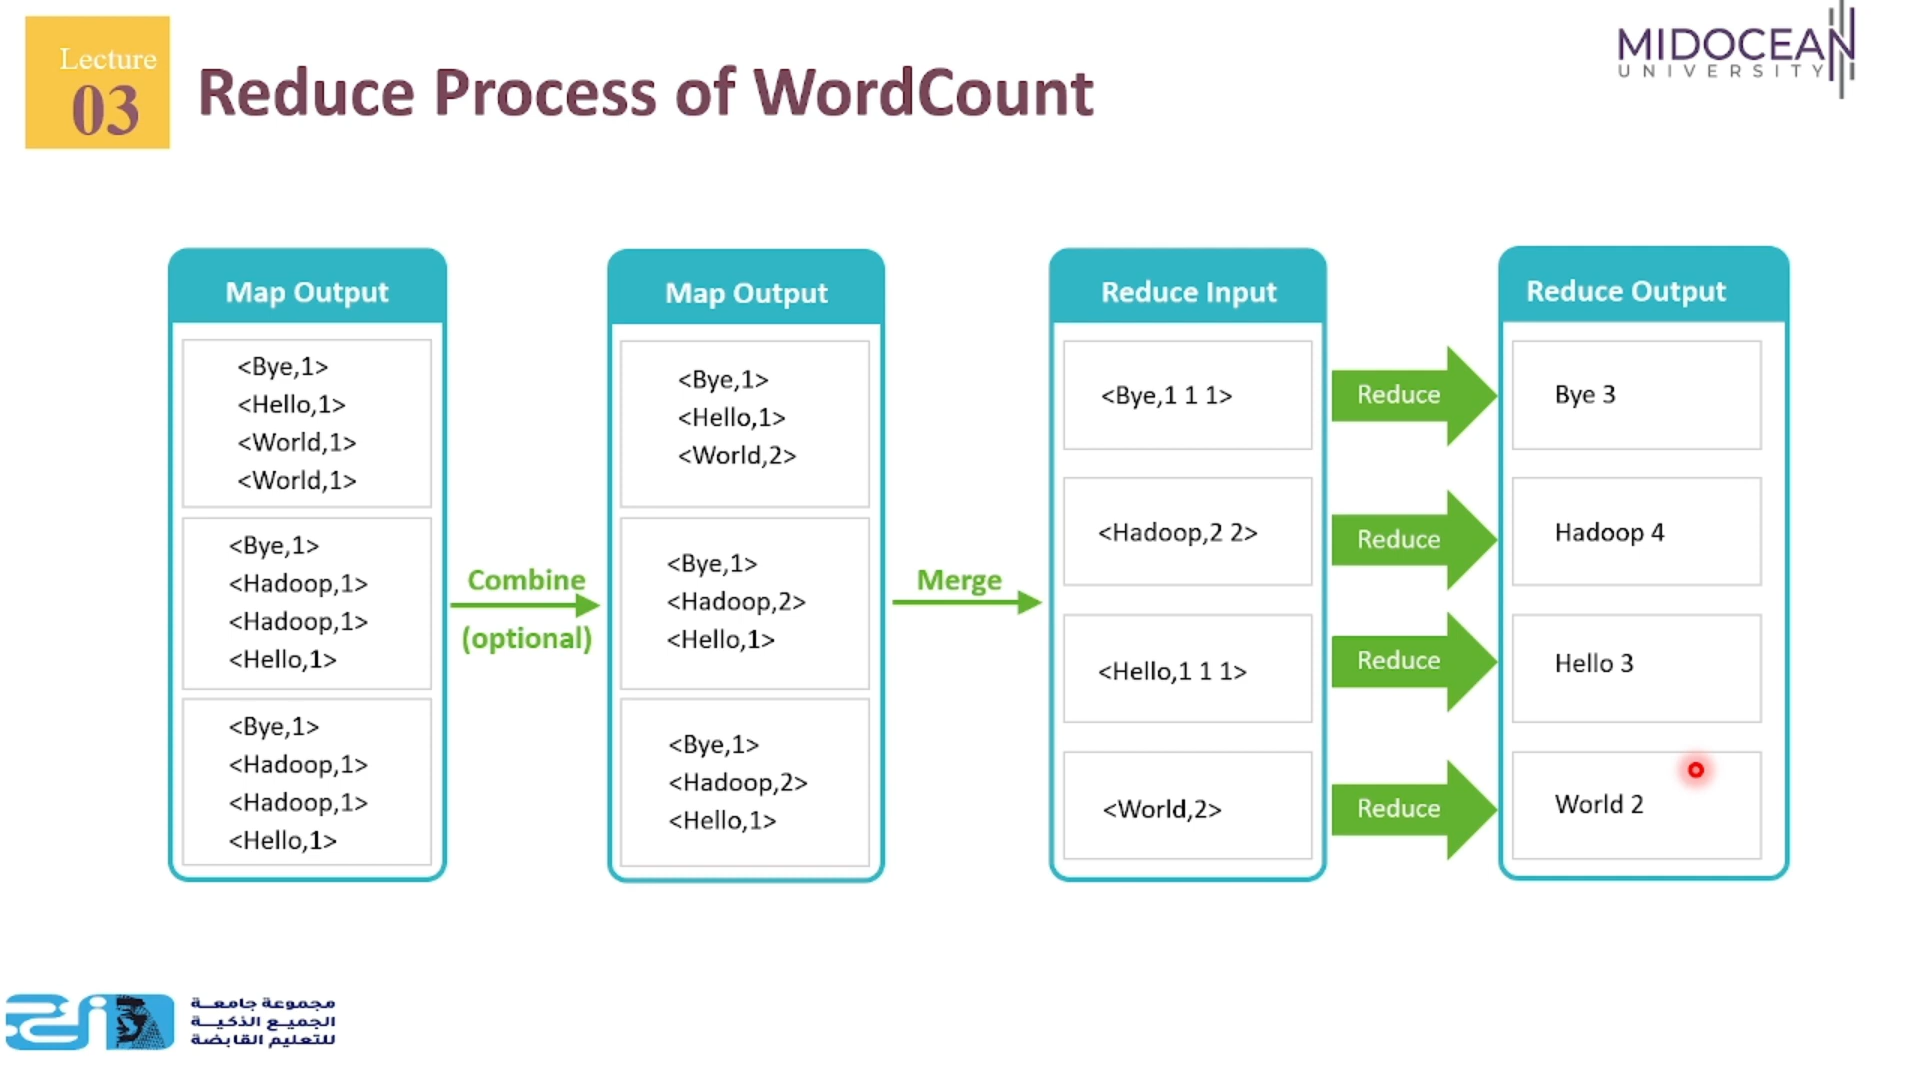 Lecture
03
Reduce Process of WordCount
MIDOCEAN
UNIVERSITY
Map Output
<Bye,1>
<Hello,1>
<World,1>
<World,1>
<Bye,1>
<Hadoop,1>
<Hadoop,1>
<Hello,1>
<Bye,1>
<Hadoop,1>
<Hadoop,1>
<Hello,1>
Combine
(optional)
Map Output
<Bye,1>
<Hello,1>
<World,2>
<Bye,1>
<Hadoop,2>
<Hello,1>
<Bye,1>
<Hadoop,2>
<Hello,1>
Merge
Reduce Input
<Bye,1 1 1>
<Hadoop,2 2>
<Hello,1 1 1>
<World,2>
Reduce
Reduce
Reduce
Reduce
Reduce Output
Bye 3
Hadoop 4
Hello 3
World 2
مجموعة جامعة
الجميع الذكية
للتعليم القابضة